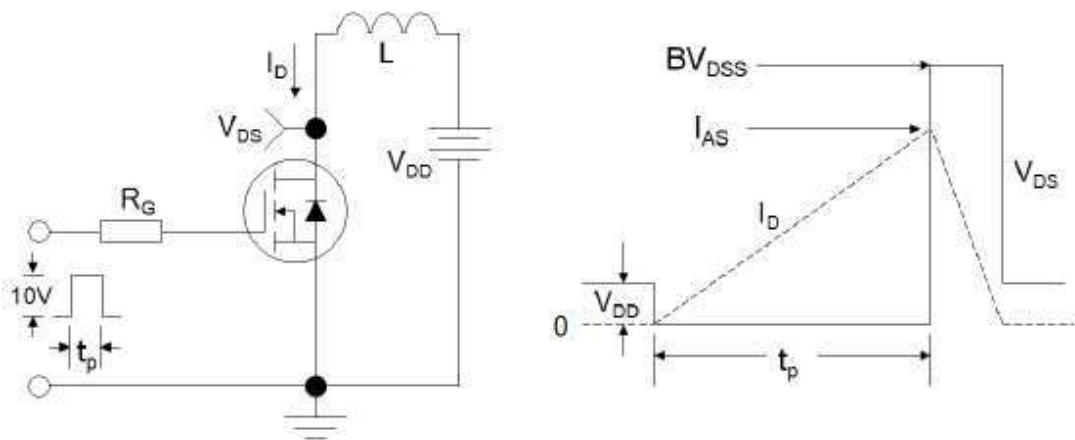 L
I_D
V_DS
V_DD
R_G
10V
t_p
BV_DSS
I_AS
V_DS
I_D
V_DD
0
t_p